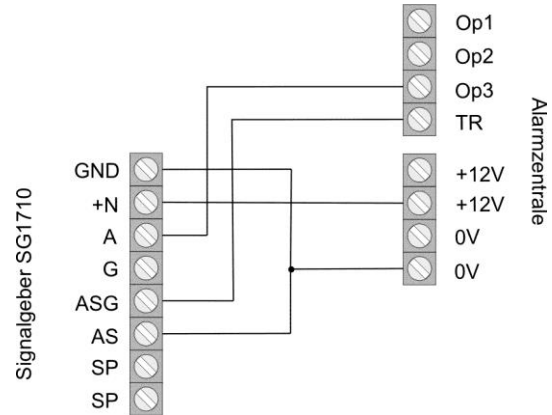 Signalgeber SG1710
GND
+N
A
G
ASG
AS
SP
SP
Op1
Op2
Op3
TR
+12V
+12V
0V
0V
Alarmzentrale